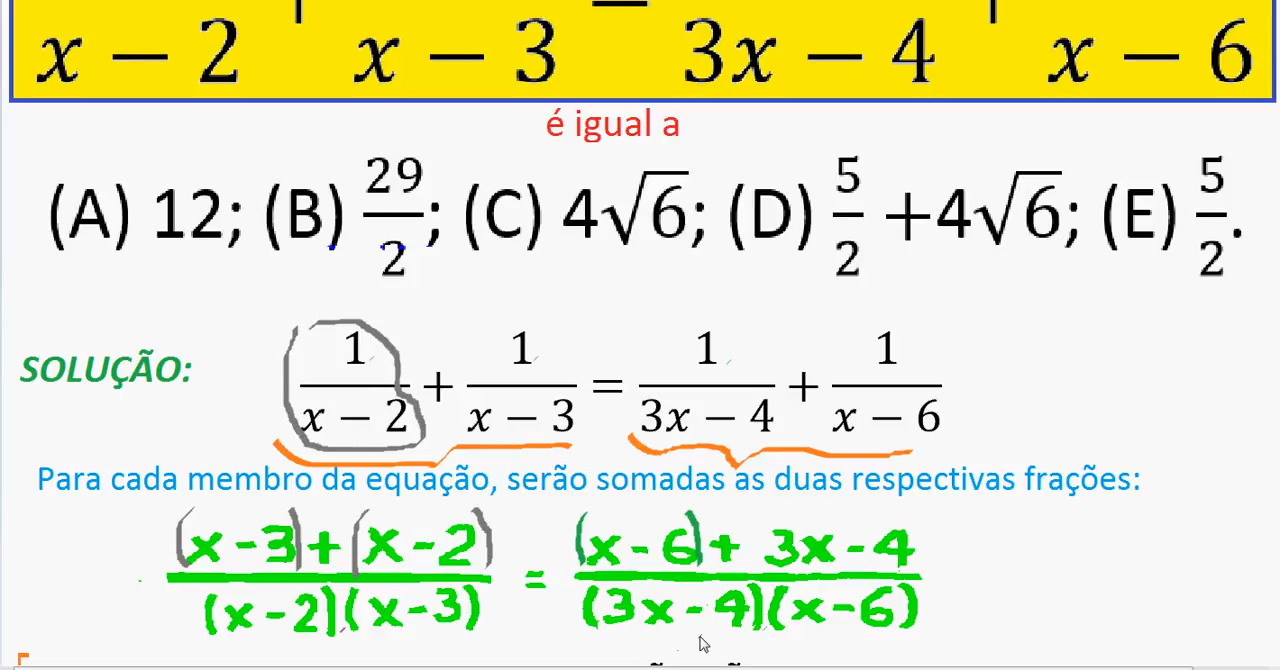 x − 2 x − 3 3x − 4 x − 6
é igual a
(A) 12; (B) 29/2; (C) 4√6; (D) 5/2 +4√6; (E) 5/2.
SOLUÇÃO: 1/(x − 2) + 1/(x − 3) = 1/(3x − 4) + 1/(x − 6)
Para cada membro da equação, serão somadas as duas respectivas frações:
(x - 3) + (x - 2) / (x - 2)(x - 3) = (x - 6) + 3x - 4 / (3x - 4)(x - 6)